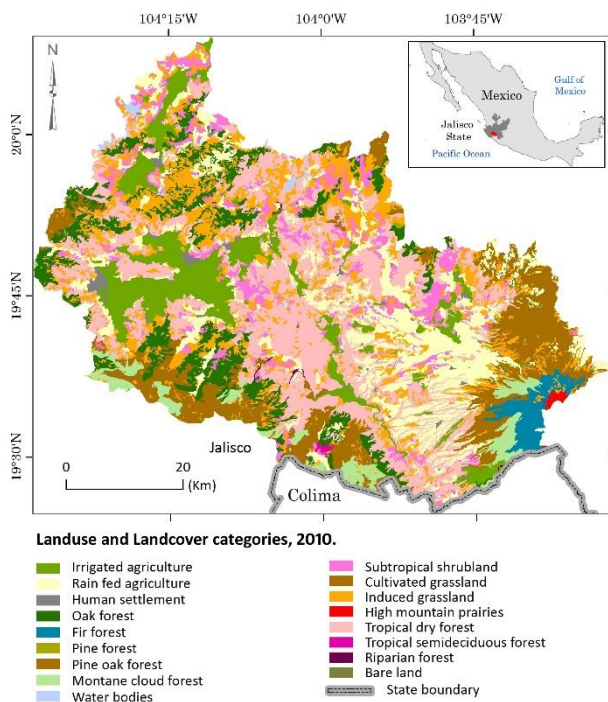 104°15'W 104°0'W 103°45'W
N
Gulf of
Mexico
Mexico
Jalisco
State
Pacific Ocean
20°0'N
19°45'N
19°30'N
Jalisco
0 20
(Km)
Colima
Landuse and Landcover categories, 2010.
Irrigated agriculture
Rain fed agriculture
Human settlement
Oak forest
Fir forest
Pine forest
Pine oak forest
Montane cloud forest
Water bodies
Subtropical shrubland
Cultivated grassland
Induced grassland
High mountain prairies
Tropical dry forest
Tropical semideciduous forest
Riparian forest
Bare land
State boundary